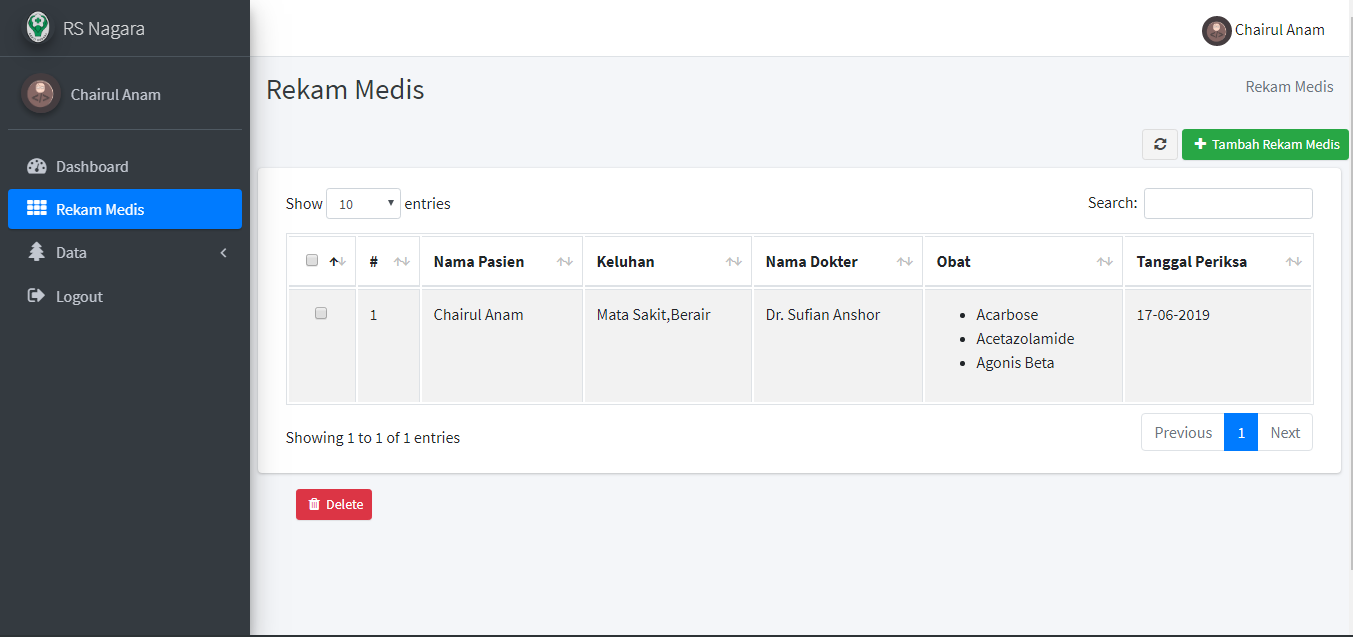 RS Nagara
Chairul Anam
Chairul Anam
Dashboard
Rekam Medis
Data
Logout
Rekam Medis
Rekam Medis
Tambah Rekam Medis
Show 10 entries
Search:
# Nama Pasien Keluhan Nama Dokter Obat Tanggal Periksa
1 Chairul Anam Mata Sakit,Berair Dr. Sufian Anshor • Acarbose 17-06-2019
• Acetazolamide
• Agonis Beta
Showing 1 to 1 of 1 entries
Previous 1 Next
Delete